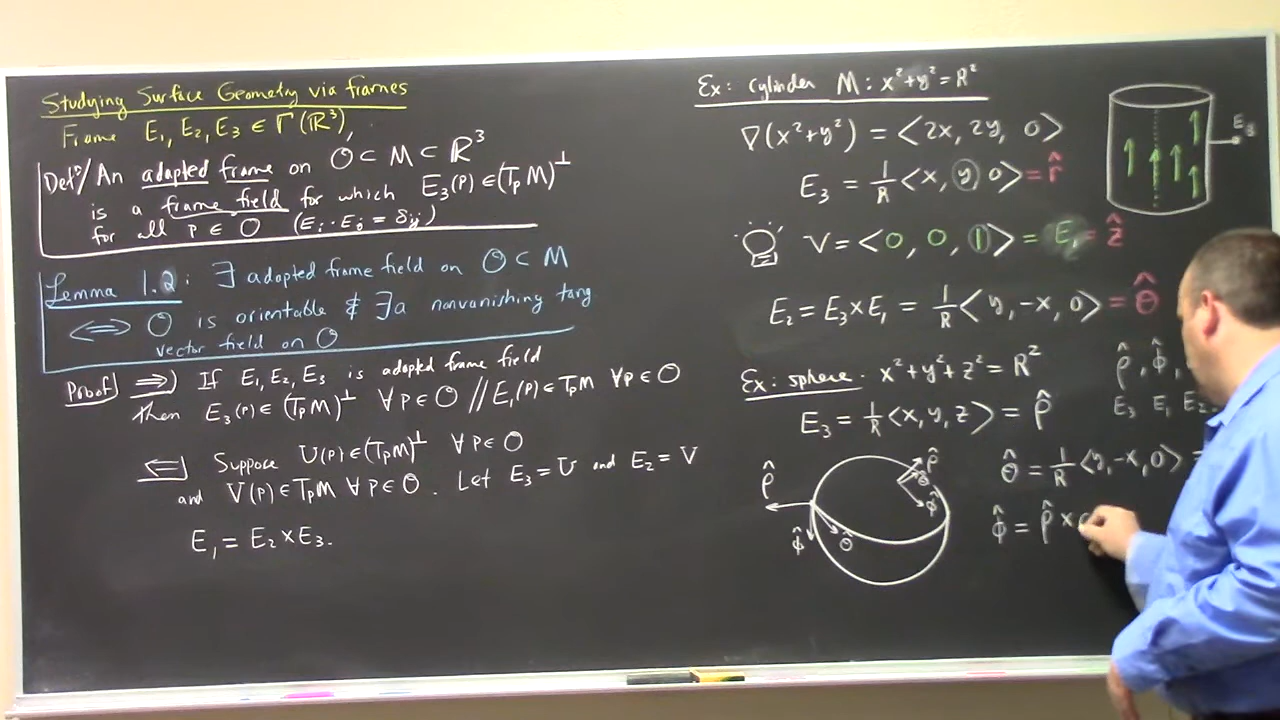 Studying Surface Geometry via frames
Frame E₁, E₂, E₃ ∈ Γ(ℝ³),
Defⁿ/ An adapted frame on O ⊂ M ⊂ ℝ³
is a frame field for which E₃(p) ∈ (TₚM)^⊥
for all p ∈ O (Eᵢ · Eⱼ = δᵢⱼ)
Lemma 1.2: ∃ adapted frame field on O ⊂ M
⟺ O is orientable & ∃ a nonvanishing tang
vector field on O
Proof ⟹) If E₁, E₂, E₃ is adapted frame field
then E₃(p) ∈ (TₚM)^⊥ ∀p ∈ O // E₁(p) ∈ TₚM ∀p ∈ O
⟸ Suppose U(p) ∈ (TₚM)^⊥ ∀p ∈ O
and V(p) ∈ TₚM ∀p ∈ O. Let E₃ = U and E₂ = V
E₁ = E₂ × E₃.
Ex: cylinder M: x² + y² = R²
∇(x² + y²) = <2x, 2y, 0>
E₃ = 1/R <x, y, 0> = r̂
V = <0, 0, 1> = E₁ = ẑ
E₂ = E₃ × E₁ = 1/R <y, -x, 0> = θ̂
E₃
Ex: sphere. x² + y² + z² = R²
E₃ = 1/R <x, y, z> = ρ̂
ρ̂, φ̂,
E₃ E₁ E₂
ρ̂
φ̂
θ̂
ρ̂
θ̂
φ̂
θ̂ = 1/R <y, -x, 0> =
φ̂ = ρ̂ ×